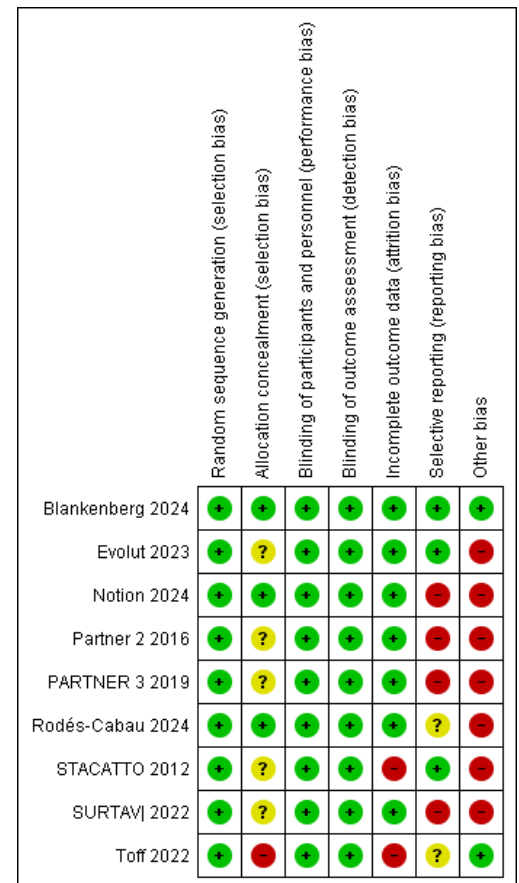 Random sequence generation (selection bias)
Allocation concealment (selection bias)
Blinding of participants and personnel (performance bias)
Blinding of outcome assessment (detection bias)
Incomplete outcome data (attrition bias)
Selective reporting (reporting bias)
Other bias
Blankenberg 2024 + + + + + + +
Evolut 2023 + ? + + + + -
Notion 2024 + + + + + - -
Partner 2 2016 + ? + + + - -
PARTNER 3 2019 + ? + + + - -
Rodés-Cabau 2024 + + + + + ? -
STACATTO 2012 + ? + + - + -
SURTAV| 2022 + ? + + + - -
Toff 2022 + - + + - ? +